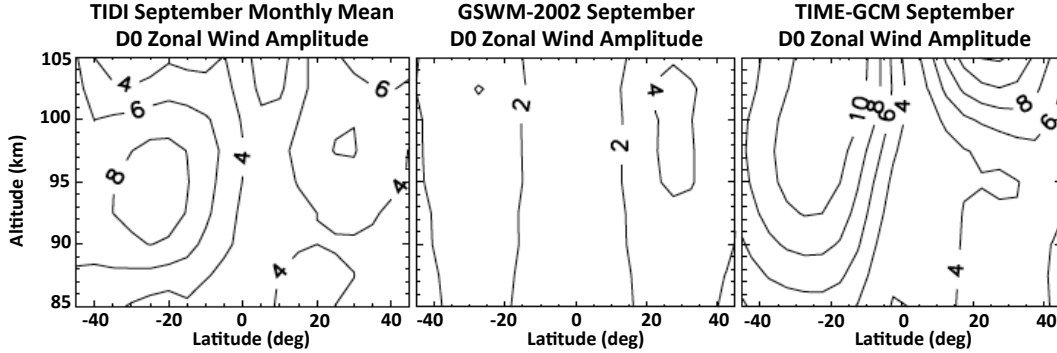 TIDI September Monthly Mean
D0 Zonal Wind Amplitude
GSWM-2002 September
D0 Zonal Wind Amplitude
TIME-GCM September
D0 Zonal Wind Amplitude
Altitude (km)
105
100
95
90
85
4
6
8
4
6
4
4
2
2
4
10
8
6
4
8
6
4
-40 -20 0 20 40
-40 -20 0 20 40
-40 -20 0 20 40
Latitude (deg)
Latitude (deg)
Latitude (deg)